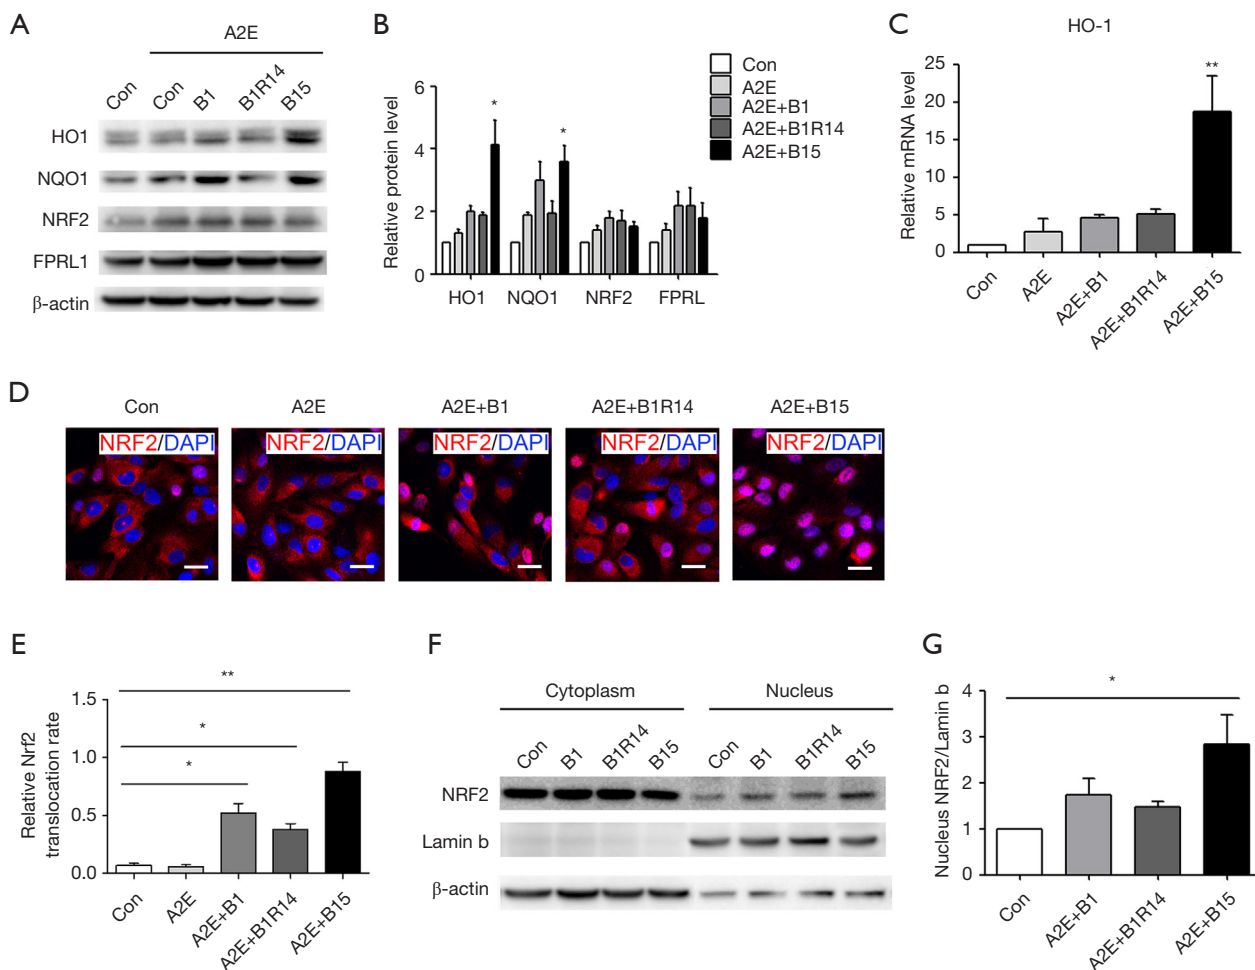 A
A2E
Con
Con
B1
B1R14
B15
HO1
NQO1
NRF2
FPRL1
β-actin
B
Relative protein level
6
4
2
0
*
*
HO1
NQO1
NRF2
FPRL
Con
A2E
A2E+B1
A2E+B1R14
A2E+B15
C
HO-1
Relative mRNA level
25
20
15
10
5
0
**
Con
A2E
A2E+B1
A2E+B1R14
A2E+B15
D
Con
A2E
A2E+B1
A2E+B1R14
A2E+B15
NRF2/DAPI
NRF2/DAPI
NRF2/DAPI
NRF2/DAPI
NRF2/DAPI
E
Relative Nrf2
translocation rate
1.5
1.0
0.5
0.0
**
*
*
Con
A2E
A2E+B1
A2E+B1R14
A2E+B15
F
Cytoplasm
Nucleus
Con
B1
B1R14
B15
Con
B1
B1R14
B15
NRF2
Lamin b
β-actin
G
Nucleus NRF2/Lamin b
4
3
2
1
0
*
Con
A2E+B1
A2E+B1R14
A2E+B15